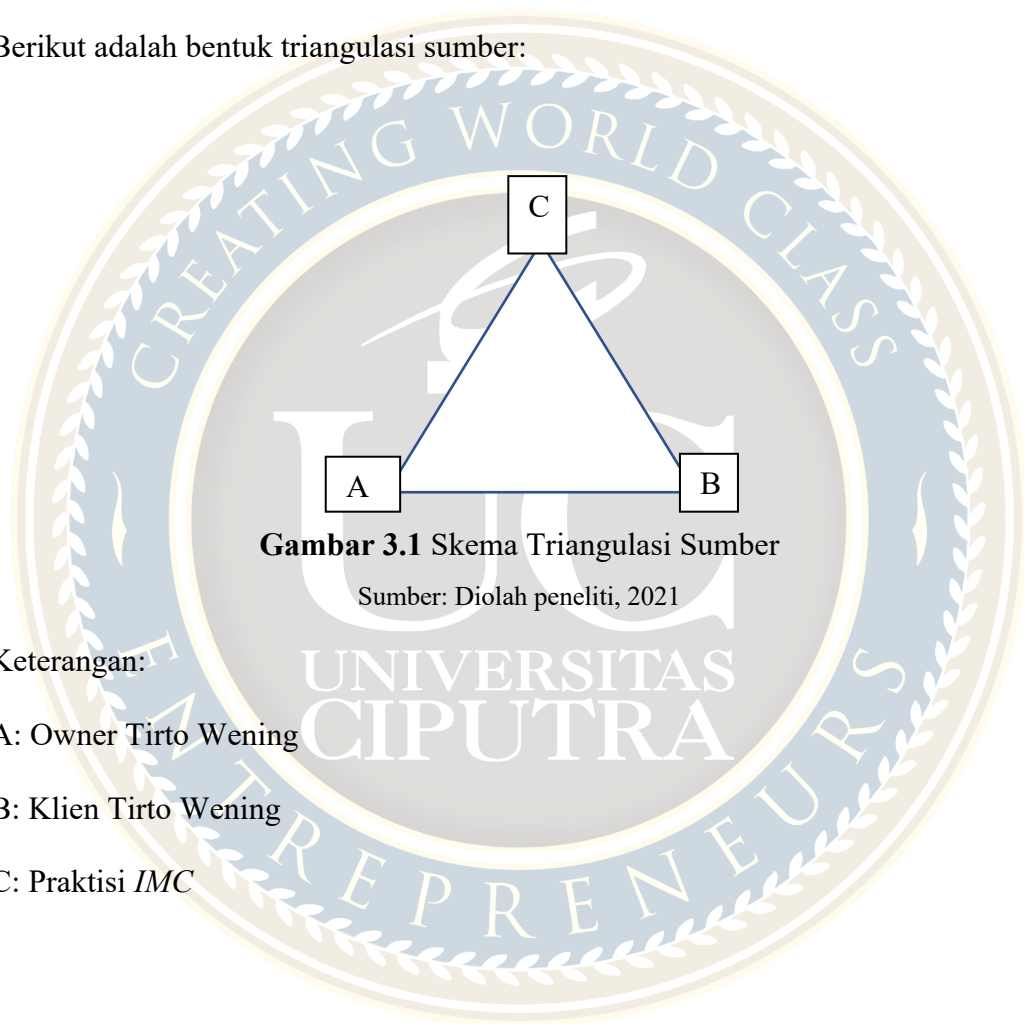 Berikut adalah bentuk triangulasi sumber:
CREATING WORLD CLASS
C
UC
A
B
Gambar 3.1 Skema Triangulasi Sumber
Sumber: Diolah peneliti, 2021
Keterangan:
UNIVERSITAS
A: Owner Tirto Wening
CIPUTRA
B: Klien Tirto Wening
C: Praktisi IMC
ENTREPRENEURS